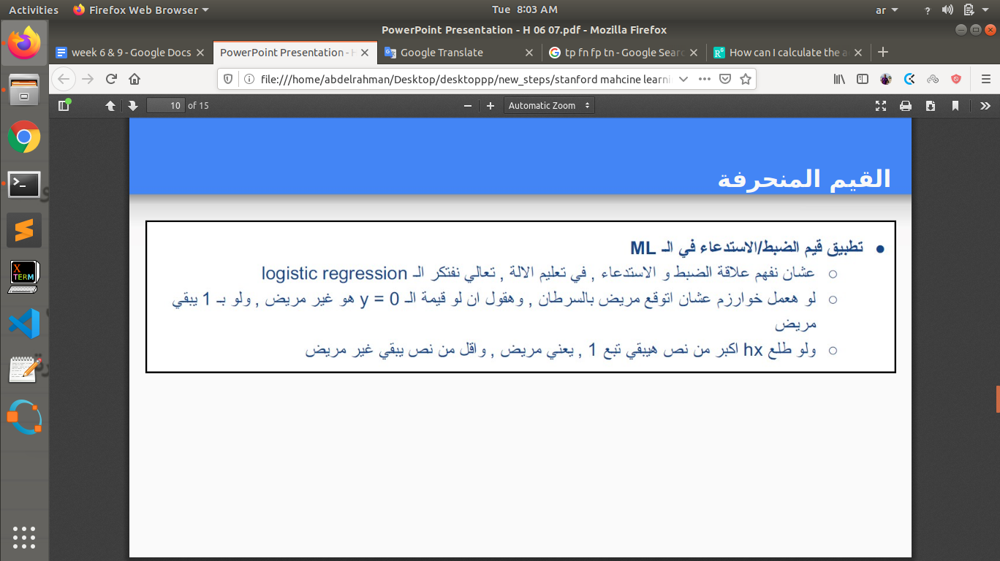 Activities
Firefox Web Browser
Tue 8:03 AM
ar
PowerPoint Presentation - H 06 07.pdf - Mozilla Firefox
week 6 & 9 - Google Docs
PowerPoint Presentation - H
Google Translate
tp fn fp tn - Google Searc
How can I calculate the a
file:///home/abdelrahman/Desktop/desktoppp/new_steps/stanford mahcine learni
10 of 15
Automatic Zoom
القيم المنحرفة
● تطبيق قيم الضبط/الاستدعاء في الـ ML
○ عشان نفهم علاقة الضبط و الاستدعاء , في تعليم الالة , تعالي نفتكر الـ logistic regression
○ لو هعمل خوارزم عشان اتوقع مريض بالسرطان , وهقول ان لو قيمة الـ y = 0 هو غير مريض , ولو بـ 1 يبقي
مريض
○ ولو طلع hx اكبر من نص هيبقي تبع 1 , يعني مريض , واقل من نص يبقي غير مريض
X
TERM